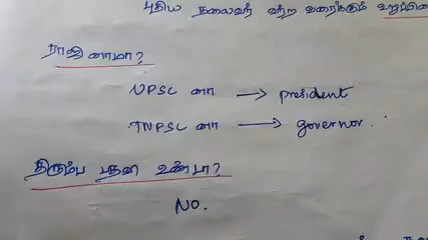 புதிய தலைவர் வர்ற வரைக்கும்
ராஜினாமா?
UPSC னா → president
TNPSC னா → governor.
திரும்ப பதவி உண்டா?
NO.